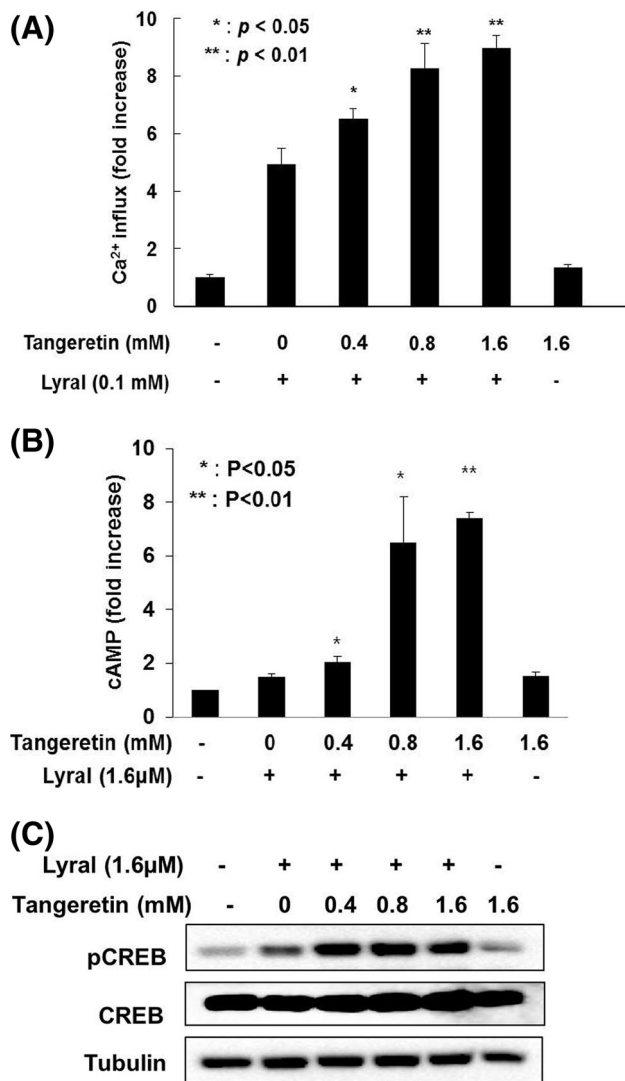 (A)
* : p < 0.05
** : p < 0.01
Ca²⁺ influx (fold increase)
10
8
6
4
2
0
*
**
**
Tangeretin (mM) - 0 0.4 0.8 1.6 1.6
Lyral (0.1 mM) - + + + + -
(B)
* : P<0.05
** : P<0.01
cAMP (fold increase)
10
8
6
4
2
0
*
*
**
Tangeretin (mM) - 0 0.4 0.8 1.6 1.6
Lyral (1.6µM) - + + + + -
(C)
Lyral (1.6µM) - + + + + -
Tangeretin (mM) - 0 0.4 0.8 1.6 1.6
pCREB
CREB
Tubulin